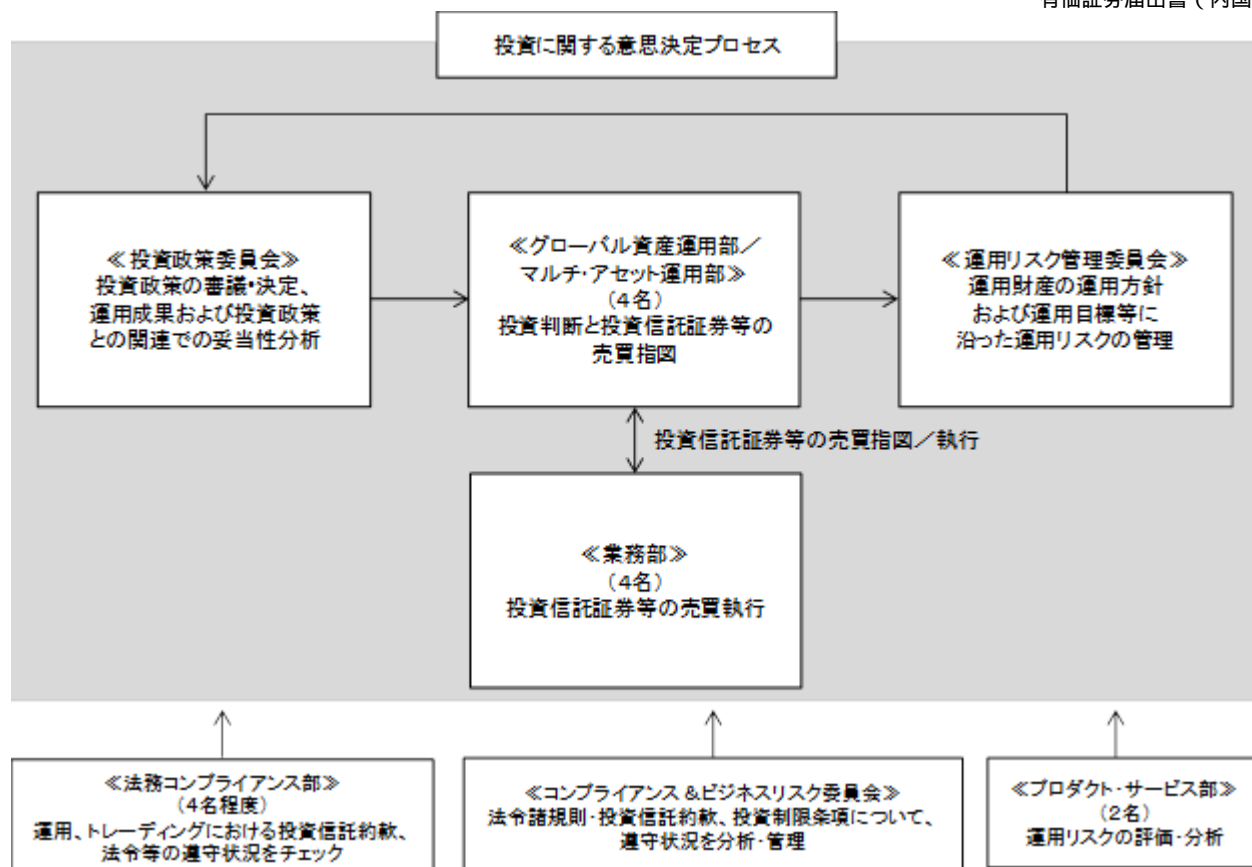 有価証券届出書（内国
投資に関する意思決定プロセス
≪投資政策委員会≫
投資政策の審議・決定、
運用成果および投資政策
との関連での妥当性分析
≪グローバル資産運用部／
マルチ・アセット運用部≫
（4名）
投資判断と投資信託証券等の
売買指図
≪運用リスク管理委員会≫
運用財産の運用方針
および運用目標等に
沿った運用リスクの管理
投資信託証券等の売買指図／執行
≪業務部≫
（4名）
投資信託証券等の売買執行
≪法務コンプライアンス部≫
（4名程度）
運用、トレーディングにおける投資信託約款、
法令等の遵守状況をチェック
≪コンプライアンス＆ビジネスリスク委員会≫
法令諸規則・投資信託約款、投資制限条項について、
遵守状況を分析・管理
≪プロダクト・サービス部≫
（2名）
運用リスクの評価・分析